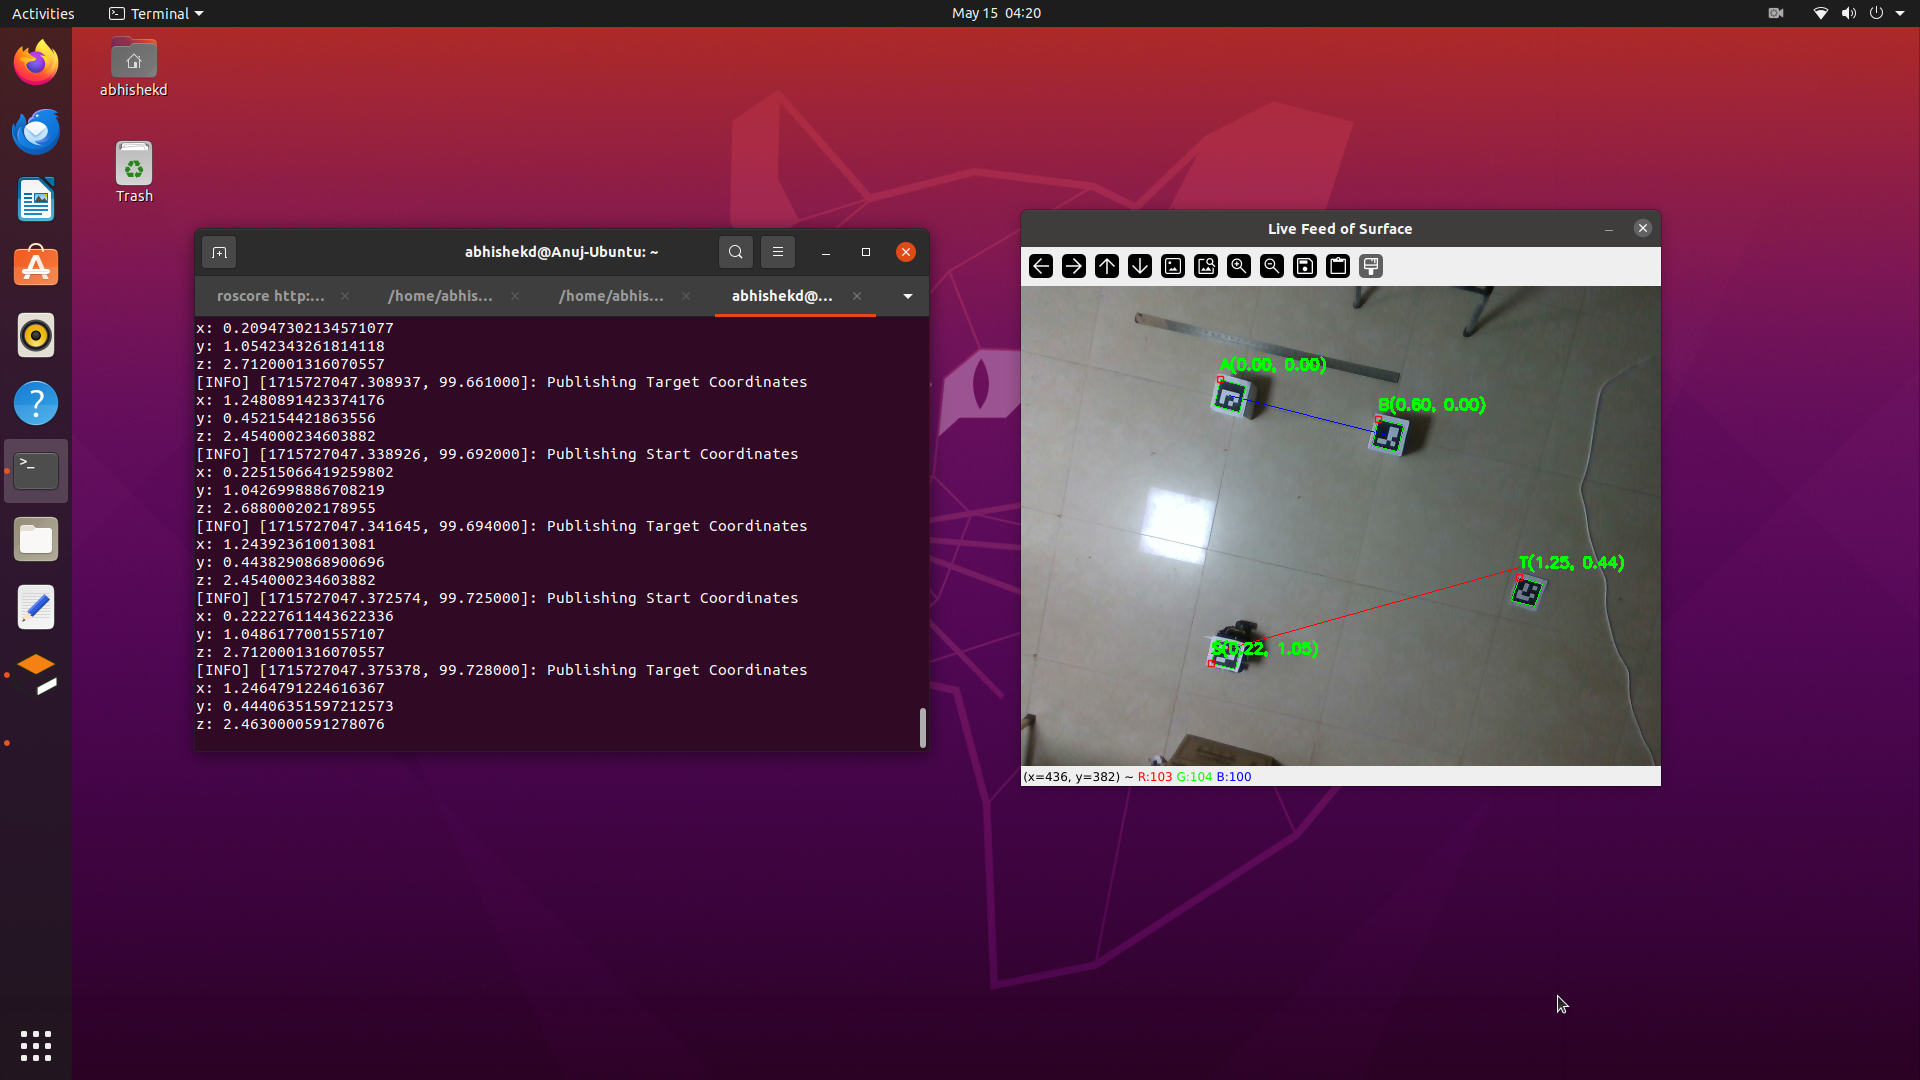 Activities
Terminal
May 15 04:20
abhishekd
Trash
abhishekd@Anuj-Ubuntu: ~
roscore http:...
/home/abhis...
/home/abhis...
abhishekd@...
x: 0.20947302134571077
y: 1.0542343261814118
z: 2.7120001316070557
[INFO] [1715727047.308937, 99.661000]: Publishing Target Coordinates
x: 1.2480891423374176
y: 0.452154421863556
z: 2.454000234603882
[INFO] [1715727047.338926, 99.692000]: Publishing Start Coordinates
x: 0.22515066419259802
y: 1.0426998886708219
z: 2.688000202178955
[INFO] [1715727047.341645, 99.694000]: Publishing Target Coordinates
x: 1.243923610013081
y: 0.4438290868900696
z: 2.454000234603882
[INFO] [1715727047.372574, 99.725000]: Publishing Start Coordinates
x: 0.22227611443622336
y: 1.0486177001557107
z: 2.7120001316070557
[INFO] [1715727047.375378, 99.728000]: Publishing Target Coordinates
x: 1.2464791224616367
y: 0.44406351597212573
z: 2.4630000591278076
Live Feed of Surface
A(0.00, 0.00)
B(0.60, 0.00)
T(1.25, 0.44)
S(0.22, 1.05)
(x=436, y=382) ~ R:103 G:104 B:100